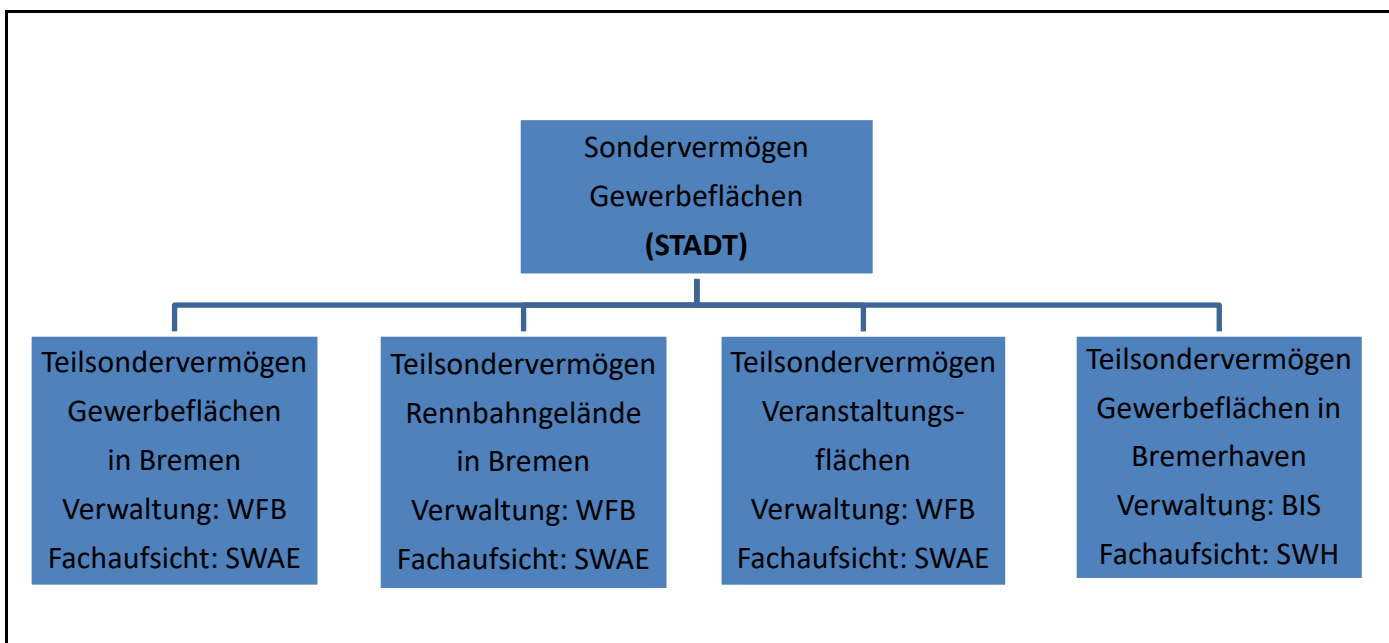 Sondervermögen
Gewerbeflächen
(STADT)
Teilsondervermögen
Gewerbeflächen
in Bremen
Verwaltung: WFB
Fachaufsicht: SWAE
Teilsondervermögen
Rennbahngelände
in Bremen
Verwaltung: WFB
Fachaufsicht: SWAE
Teilsondervermögen
Veranstaltungs-
flächen
Verwaltung: WFB
Fachaufsicht: SWAE
Teilsondervermögen
Gewerbeflächen in
Bremerhaven
Verwaltung: BIS
Fachaufsicht: SWH